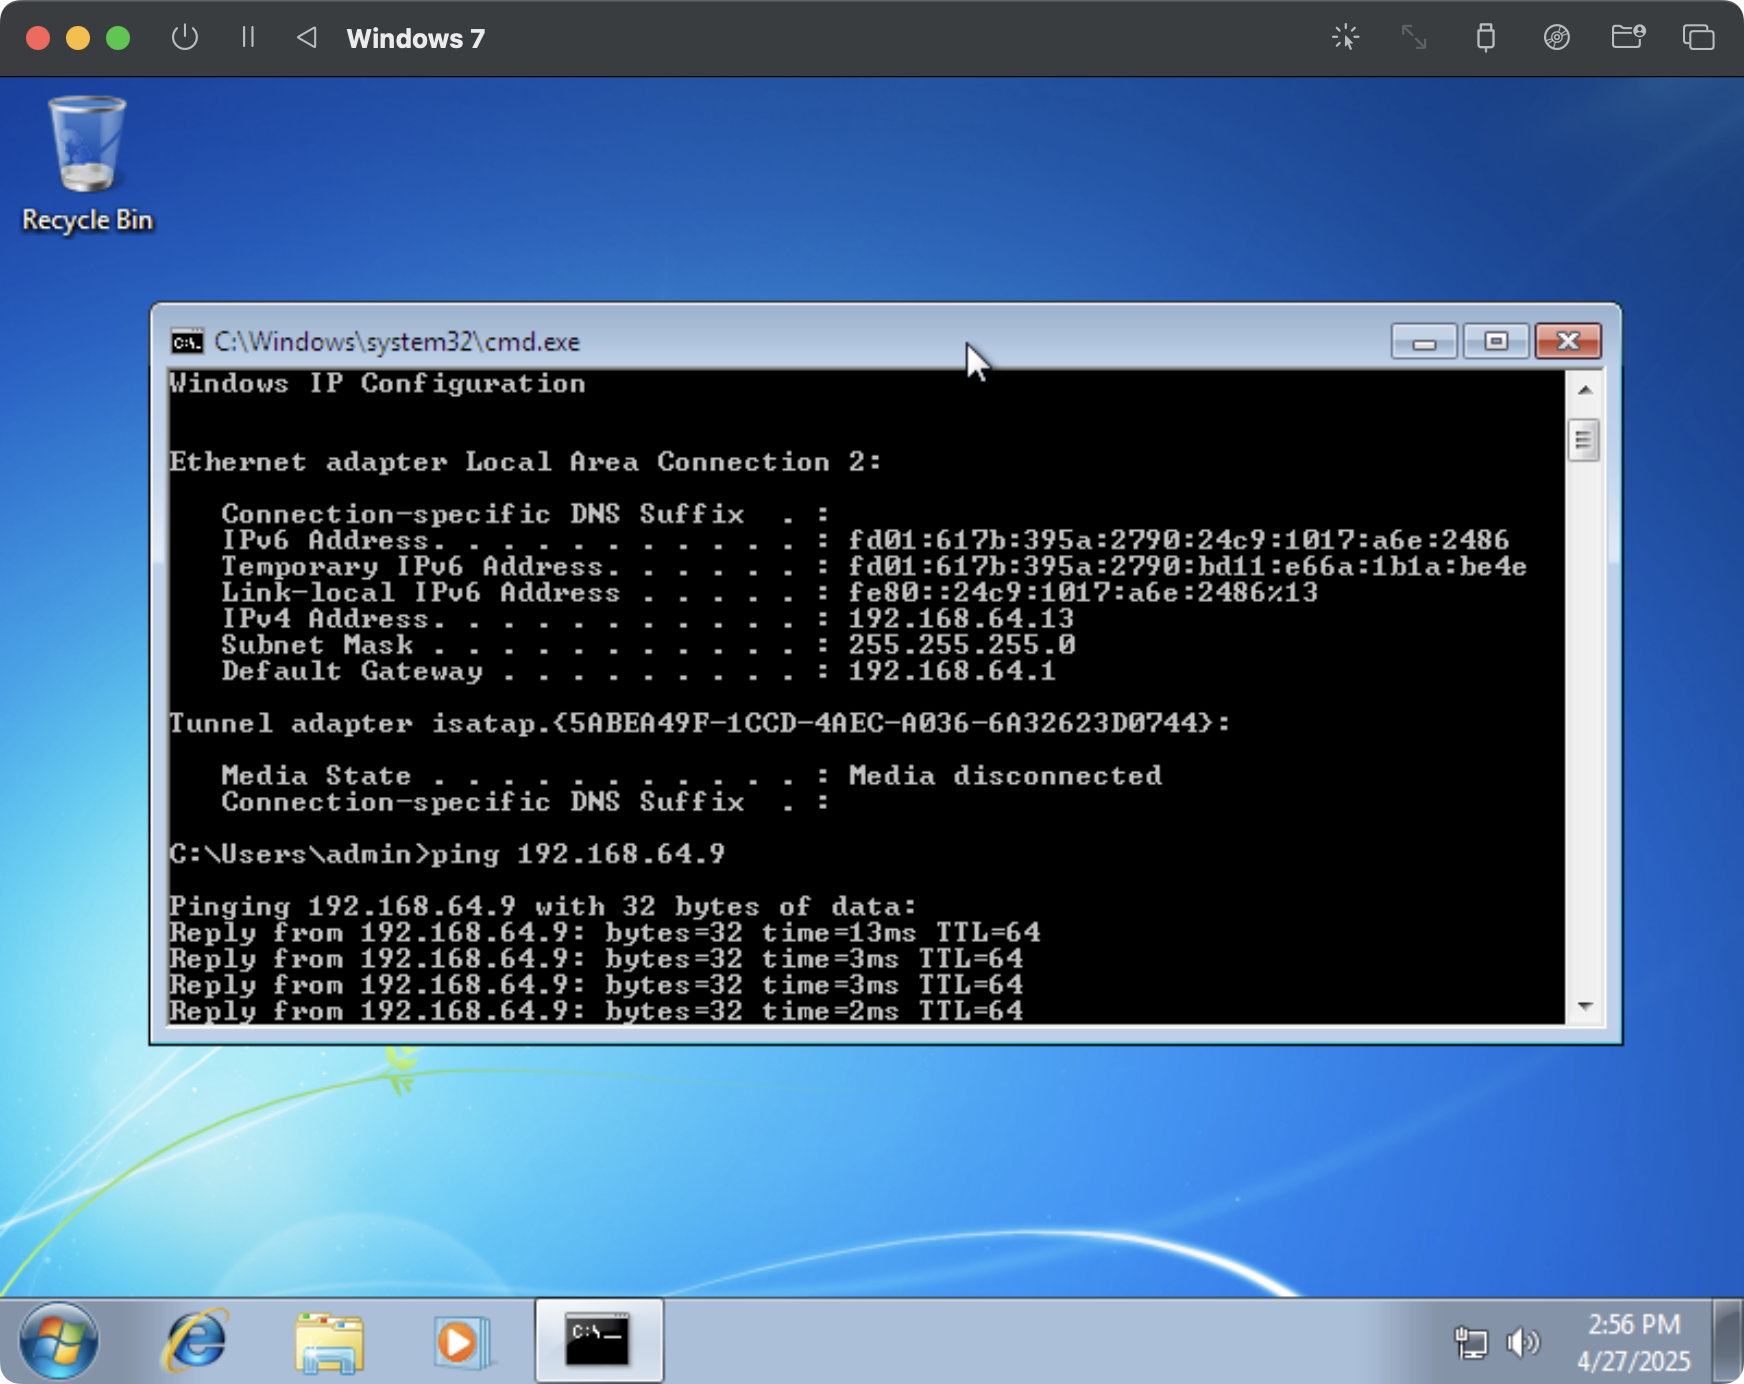 Windows 7
Recycle Bin
C:\Windows\system32\cmd.exe
Windows IP Configuration
Ethernet adapter Local Area Connection 2:
Connection-specific DNS Suffix  . :
IPv6 Address. . . . . . . . . . . : fd01:617b:395a:2790:24c9:1017:a6e:2486
Temporary IPv6 Address. . . . . . : fd01:617b:395a:2790:bd11:e66a:1b1a:be4e
Link-local IPv6 Address . . . . . : fe80::24c9:1017:a6e:2486%13
IPv4 Address. . . . . . . . . . . : 192.168.64.13
Subnet Mask . . . . . . . . . . . : 255.255.255.0
Default Gateway . . . . . . . . . : 192.168.64.1
Tunnel adapter isatap.{5ABEA49F-1CCD-4AEC-A036-6A32623D0744}:
Media State . . . . . . . . . . . : Media disconnected
Connection-specific DNS Suffix  . :
C:\Users\admin>ping 192.168.64.9
Pinging 192.168.64.9 with 32 bytes of data:
Reply from 192.168.64.9: bytes=32 time=13ms TTL=64
Reply from 192.168.64.9: bytes=32 time=3ms TTL=64
Reply from 192.168.64.9: bytes=32 time=3ms TTL=64
Reply from 192.168.64.9: bytes=32 time=2ms TTL=64
2:56 PM
4/27/2025